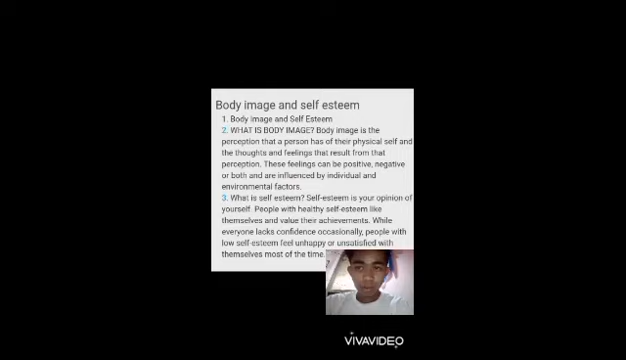 Body image and self esteem
1. Body Image and Self Esteem
2. WHAT IS BODY IMAGE? Body image is the
perception that a person has of their physical self and
the thoughts and feelings that result from that
perception. These feelings can be positive, negative
or both and are influenced by individual and
environmental factors.
3. What is self esteem? Self-esteem is your opinion of
yourself. People with healthy self-esteem like
themselves and value their achievements. While
everyone lacks confidence occasionally, people with
low self-esteem feel unhappy or unsatisfied with
themselves most of the time.
VIVAVIDEO